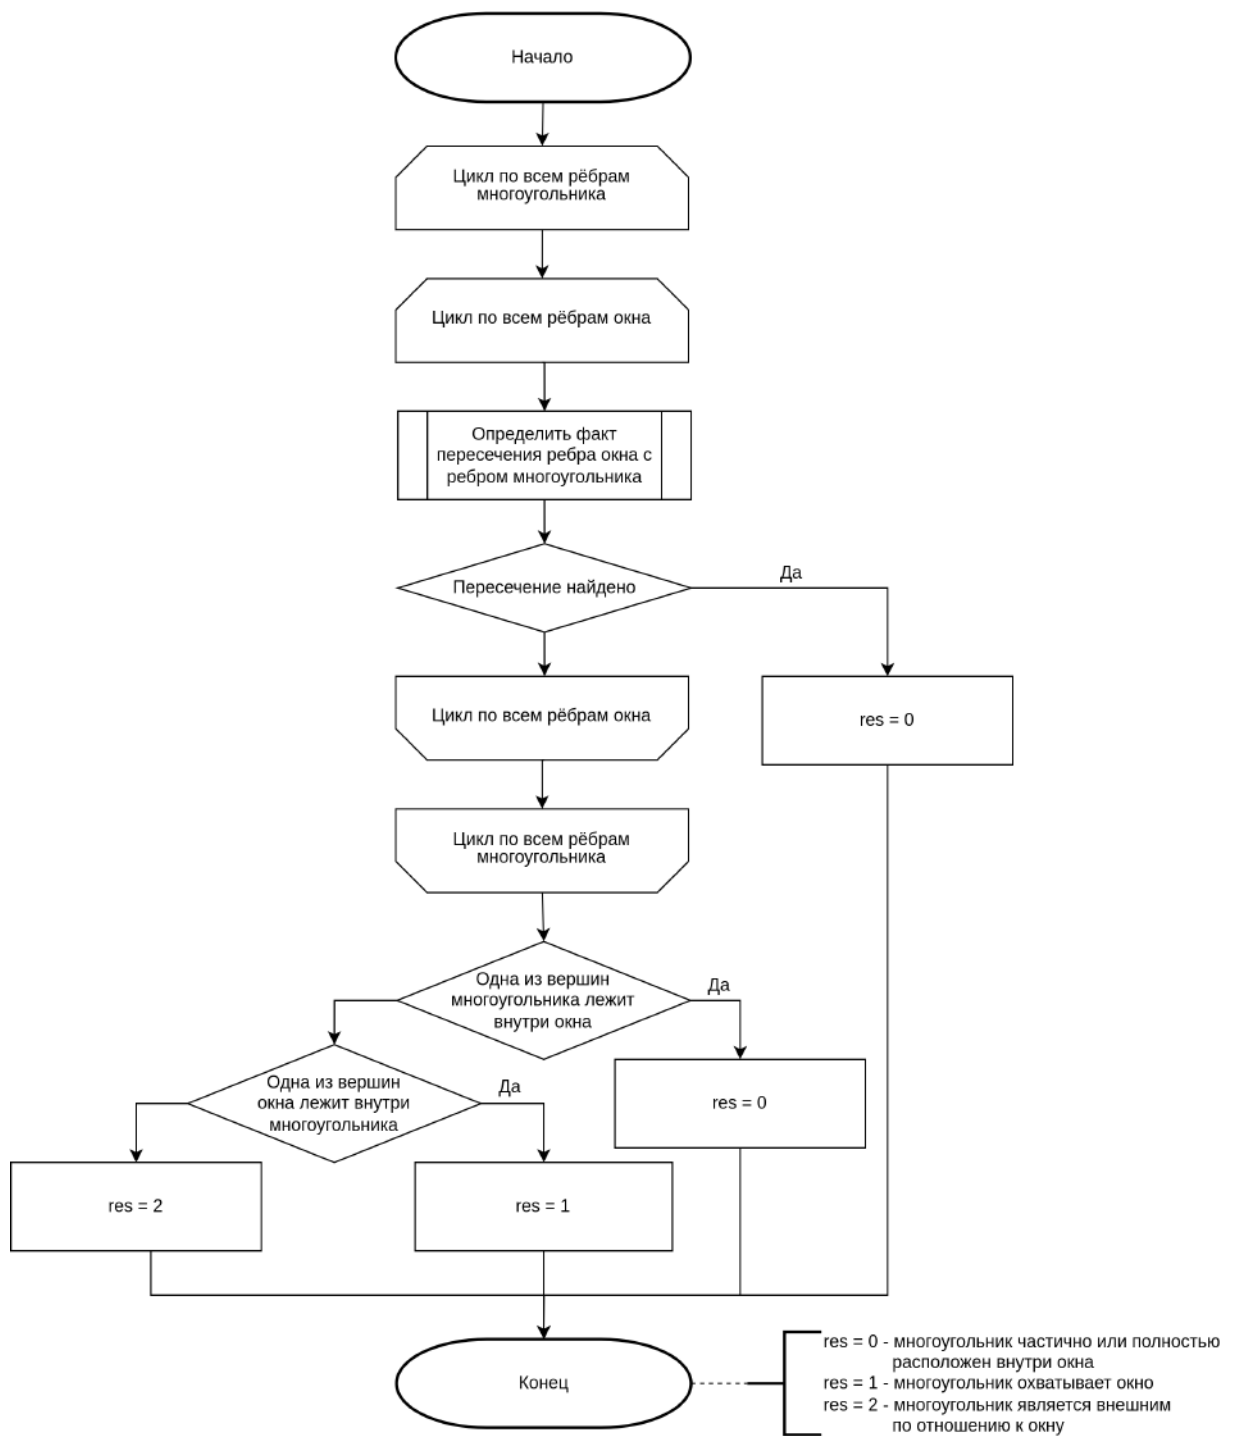 Начало
Цикл по всем рёбрам
многоугольника
Цикл по всем рёбрам окна
Определить факт
пересечения ребра окна с
ребром многоугольника
Пересечение найдено
Да
Цикл по всем рёбрам окна
res = 0
Цикл по всем рёбрам
многоугольника
Одна из вершин
многоугольника лежит
внутри окна
Да
Одна из вершин
окна лежит внутри
многоугольника
Да
res = 0
res = 2
res = 1
Конец
res = 0 - многоугольник частично или полностью
расположен внутри окна
res = 1 - многоугольник охватывает окно
res = 2 - многоугольник является внешним
по отношению к окну